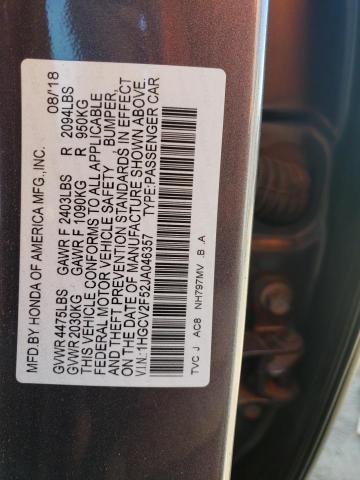 MFD.BY HONDA OF AMERICA MFG.,INC. 08/18
GVWR 4475LBS GAWR F 2403LBS R 2094LBS
GVWR 2030KG GAWR F 1090KG R 950KG
THIS VEHICLE CONFORMS TO ALL APPLICABLE
FEDERAL MOTOR VEHICLE SAFETY, BUMPER,
AND THEFT PREVENTION STANDARDS IN EFFECT
ON THE DATE OF MANUFACTURE SHOWN ABOVE.
V.I.N:1HGCV2F52JA046357 TYPE:PASSENGER CAR
TVC J AC8 NH797MV .B .A